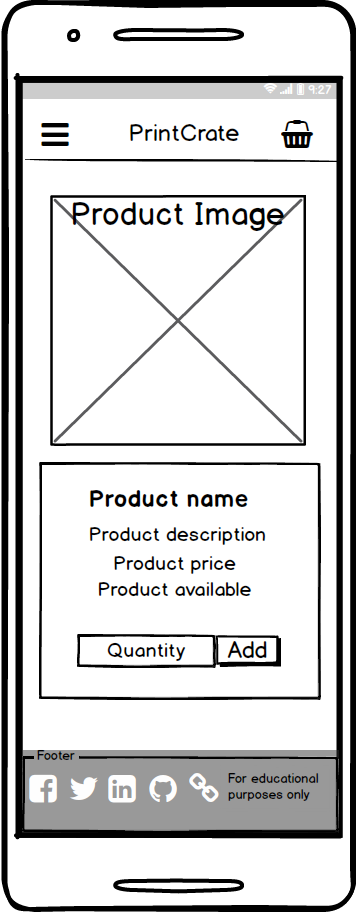 9:27
PrintCrate
Product Image
Product name
Product description
Product price
Product available
Quantity
Add
Footer
For educational
purposes only